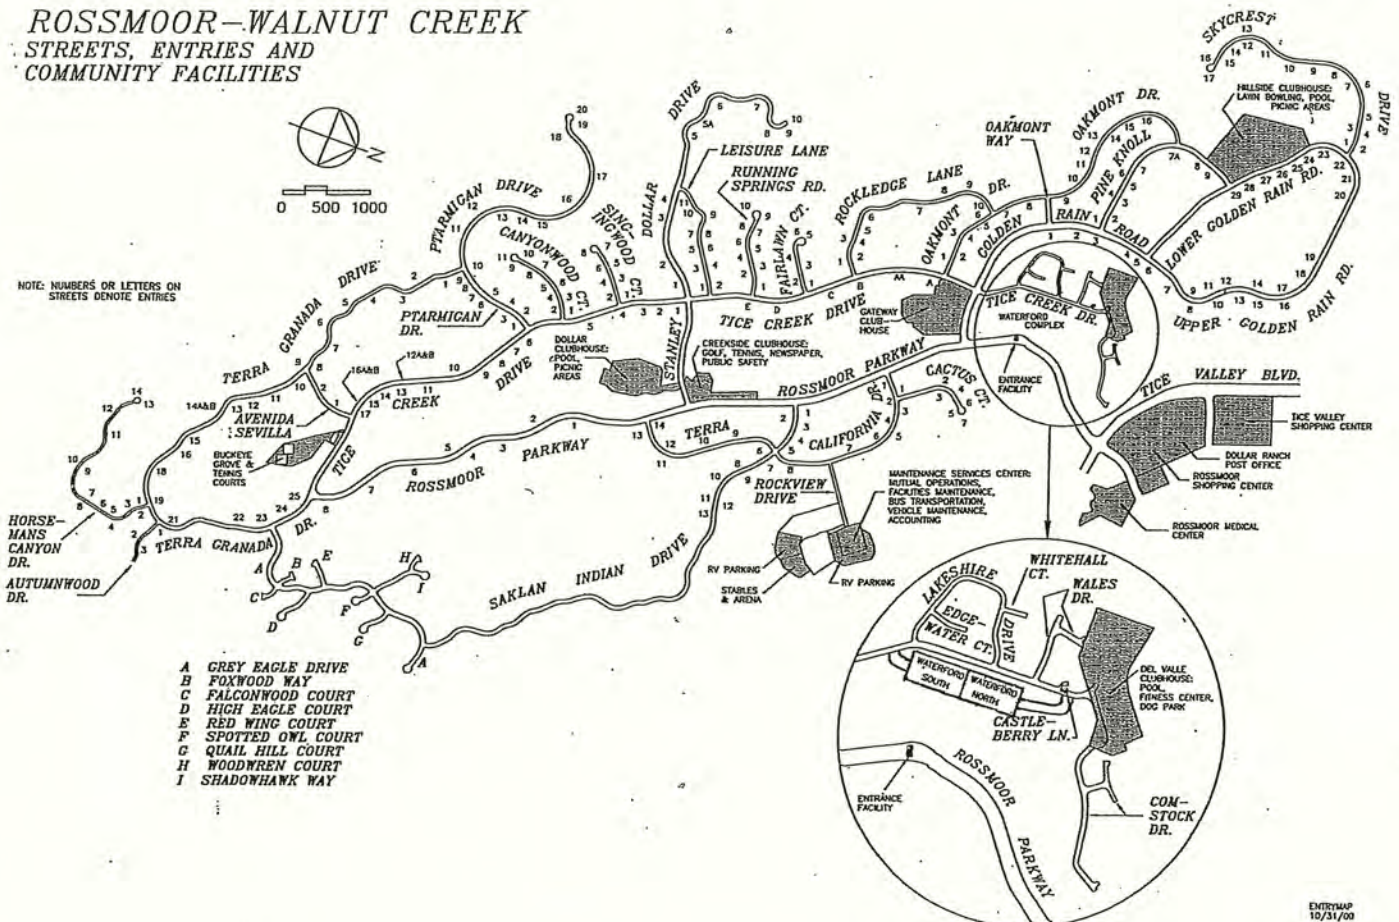 ROSSMOOR-WALNUT CREEK
STREETS, ENTRIES AND
COMMUNITY FACILITIES
N
0 500 1000
NOTE: NUMBERS OR LETTERS ON
STREETS DENOTE ENTRIES
SKYCREST
DRIVE
HILLSIDE CLUBHOUSE:
LAWN BOWLING, POOL,
PICNIC AREAS
OAKMONT DR.
OAKMONT
WAY
PINE KNOLL
LOWER GOLDEN RAIN RD.
UPPER GOLDEN RAIN RD.
GOLDEN RAIN ROAD
ROCKLEDGE LANE
OAKMONT DR.
DOLLAR DRIVE
LEISURE LANE
RUNNING
SPRINGS RD.
FAIRLAWN CT.
SING-
INGWOOD
CT.
CANYONWOOD CT.
PTARMIGAN DRIVE
PTARMIGAN
DR.
TERRA GRANADA DRIVE
TICE CREEK DRIVE
GATEWAY
CLUB-
HOUSE
TICE CREEK DR.
WATERFORD
COMPLEX
DOLLAR
CLUBHOUSE:
POOL,
PICNIC
AREAS
STANLEY
CREEKSIDE CLUBHOUSE:
GOLF, TENNIS, NEWSPAPER,
PUBLIC SAFETY
ROSSMOOR PARKWAY
ENTRANCE
FACILITY
TICE VALLEY BLVD.
TICE VALLEY
SHOPPING CENTER
DOLLAR RANCH
POST OFFICE
ROSSMOOR
SHOPPING CENTER
ROSSMOOR MEDICAL
CENTER
CACTUS CT.
CALIFORNIA DR.
TERRA
16A&B
12A&B
14A&B
AVENIDA
SEVILLA
TICE CREEK DRIVE
BUCKEYE
GROVE &
TENNIS
COURTS
ROSSMOOR PARKWAY
ROCKVIEW
DRIVE
MAINTENANCE SERVICES CENTER:
MUTUAL OPERATIONS,
FACILITIES MAINTENANCE,
BUS TRANSPORTATION,
VEHICLE MAINTENANCE,
ACCOUNTING
RV PARKING
STABLES
& ARENA
RV PARKING
HORSE-
MANS
CANYON
DR.
AUTUMNWOOD
DR.
TERRA GRANADA DR.
SAKLAN INDIAN DRIVE
A GREY EAGLE DRIVE
B FOXWOOD WAY
C FALCONWOOD COURT
D HIGH EAGLE COURT
E RED WING COURT
F SPOTTED OWL COURT
G QUAIL HILL COURT
H WOODWREN COURT
I SHADOWHAWK WAY
LAKESHIRE DRIVE
WHITEHALL
CT.
WALES
DR.
EDGE-
WATER CT.
WATERFORD
SOUTH
WATERFORD
NORTH
CASTLE-
BERRY LN.
DEL VALLE
CLUBHOUSE:
POOL,
FITNESS CENTER,
DOG PARK
ENTRANCE
FACILITY
ROSSMOOR PARKWAY
COM-
STOCK
DR.
ENTRYMAP
10/31/00